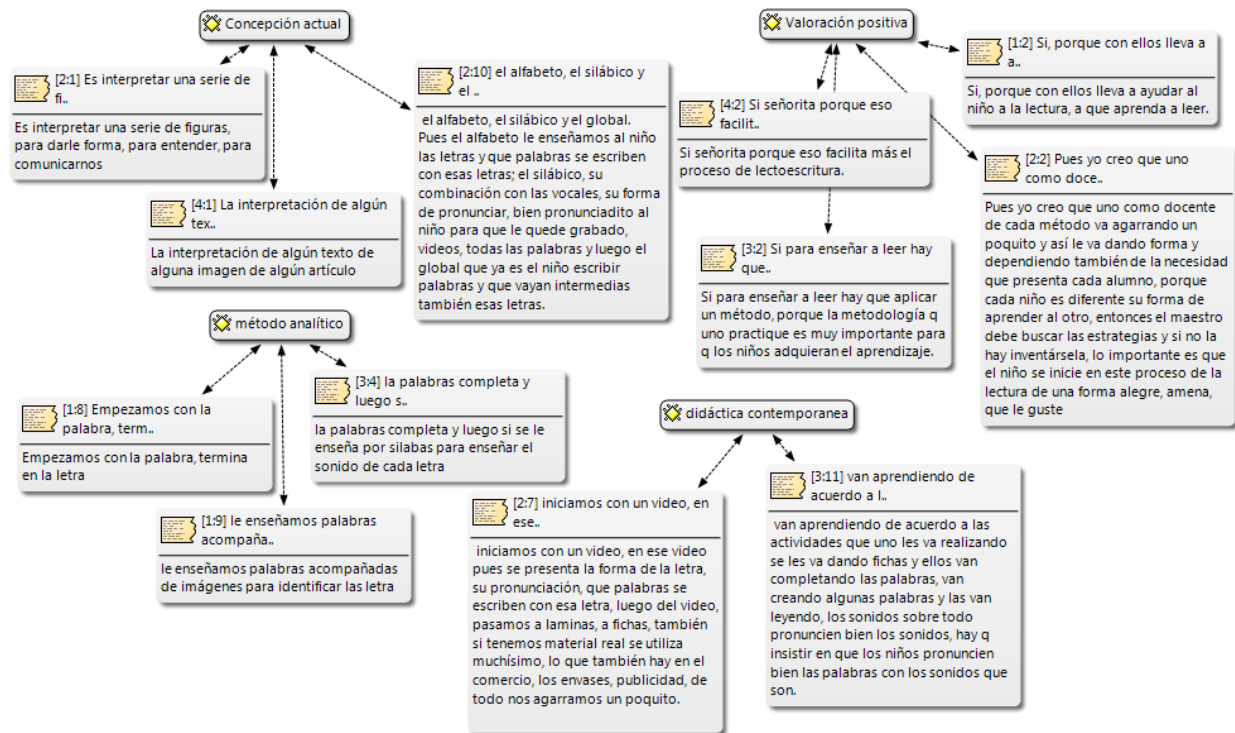 Concepción actual
[2:1] Es interpretar una serie de
fi..
Es interpretar una serie de figuras,
para darle forma, para entender, para
comunicarnos
[4:1] La interpretación de algún
tex..
La interpretación de algún texto de
alguna imagen de algún artículo
[2:10] el alfabeto, el silábico y
el ..
el alfabeto, el silábico y el global.
Pues el alfabeto le enseñamos al niño
las letras y que palabras se escriben
con esas letras; el silábico, su
combinación con las vocales, su forma
de pronunciar, bien pronunciadito al
niño para que le quede grabado,
videos, todas las palabras y luego el
global que ya es el niño escribir
palabras y que vayan intermedias
también esas letras.
Valoración positiva
[1:2] Si, porque con ellos lleva a
a..
Si, porque con ellos lleva a ayudar al
niño a la lectura, a que aprenda a leer.
[4:2] Si señorita porque eso
facilit..
Si señorita porque eso facilita más el
proceso de lectoescritura.
[2:2] Pues yo creo que uno
como doce..
Pues yo creo que uno como docente
de cada método va agarrando un
poquito y así le va dando forma y
dependiendo también de la necesidad
que presenta cada alumno, porque
cada niño es diferente su forma de
aprender al otro, entonces el maestro
debe buscar las estrategias y si no la
hay inventársela, lo importante es que
el niño se inicie en este proceso de la
lectura de una forma alegre, amena,
que le guste
[3:2] Si para enseñar a leer hay
que..
Si para enseñar a leer hay que aplicar
un método, porque la metodología q
uno practique es muy importante para
q los niños adquieran el aprendizaje.
método analítico
[1:8] Empezamos con la
palabra, term..
Empezamos con la palabra, termina
en la letra
[3:4] la palabras completa y
luego s..
la palabras completa y luego si se le
enseña por silabas para enseñar el
sonido de cada letra
[1:9] le enseñamos palabras
acompaña..
le enseñamos palabras acompañadas
de imágenes para identificar las letra
didáctica contemporanea
[2:7] iniciamos con un video, en
ese..
iniciamos con un video, en ese video
pues se presenta la forma de la letra,
su pronunciación, que palabras se
escriben con esa letra, luego del video,
pasamos a laminas, a fichas, también
si tenemos material real se utiliza
muchísimo, lo que también hay en el
comercio, los envases, publicidad, de
todo nos agarramos un poquito.
[3:11] van aprendiendo de
acuerdo a l..
van aprendiendo de acuerdo a las
actividades que uno les va realizando
se les va dando fichas y ellos van
completando las palabras, van
creando algunas palabras y las van
leyendo, los sonidos sobre todo
pronuncien bien los sonidos, hay q
insistir en que los niños pronuncien
bien las palabras con los sonidos que
son.